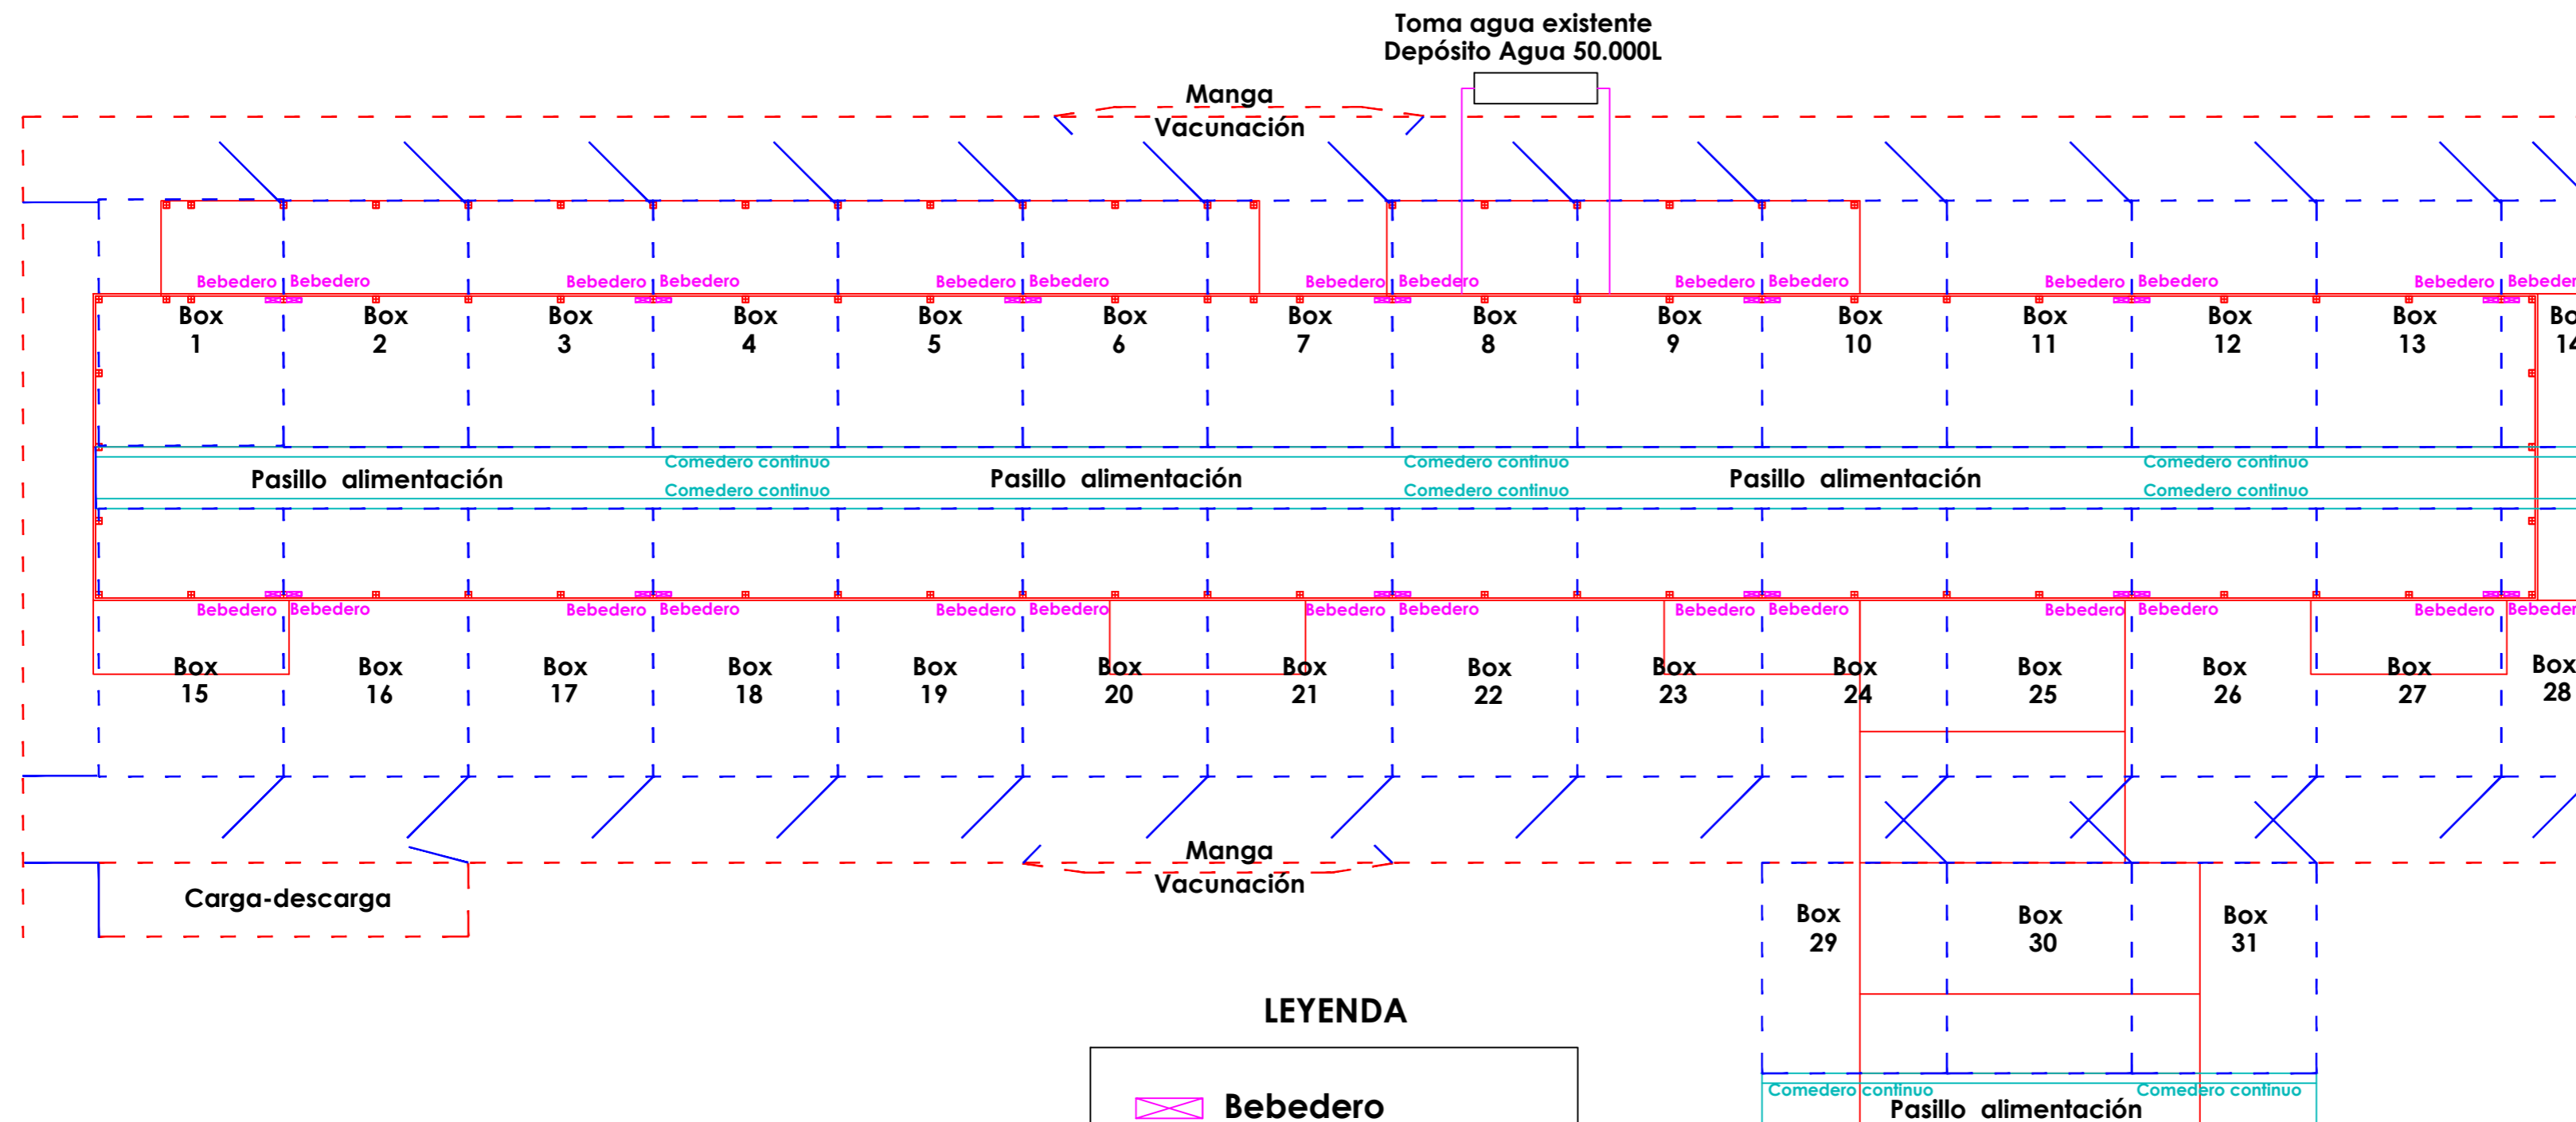 Toma agua existente
Depósito Agua 50.000L
Manga
Vacunación
Bebedero Bebedero Bebedero Bebedero Bebedero Bebedero Bebedero Bebedero Bebedero Bebedero Bebedero Bebedero Bebedero
Box Box Box Box Box Box Box Box Box Box Box Box Box
1 2 3 4 5 6 7 8 9 10 11 12 13
Comedero continuo Comedero continuo Comedero continuo
Pasillo alimentación Pasillo alimentación Pasillo alimentación
Comedero continuo Comedero continuo Comedero continuo
Bebedero Bebedero Bebedero Bebedero Bebedero Bebedero Bebedero Bebedero Bebedero Bebedero Bebedero Bebedero Bebedero
Box Box Box Box Box Box Box Box Box Box Box Box Box Box
15 16 17 18 19 20 21 22 23 24 25 26 27 28
Manga
Vacunación
Carga-descarga
Box Box Box
29 30 31
LEYENDA
Comedero continuo Comedero continuo
Bebedero
Pasillo alimentación